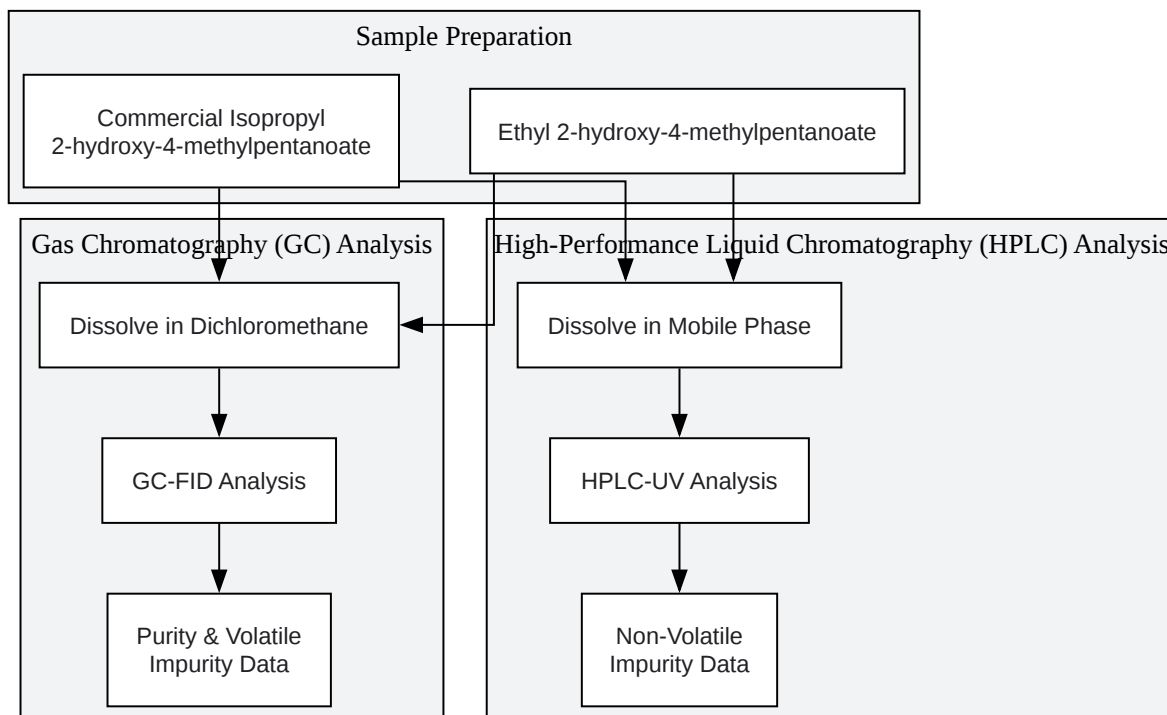 Sample Preparation
Commercial Isopropyl
2-hydroxy-4-methylpentanoate
Ethyl 2-hydroxy-4-methylpentanoate
Gas Chromatography (GC) Analysis
High-Performance Liquid Chromatography (HPLC) Analysis
Dissolve in Dichloromethane
Dissolve in Mobile Phase
GC-FID Analysis
HPLC-UV Analysis
Purity & Volatile
Impurity Data
Non-Volatile
Impurity Data